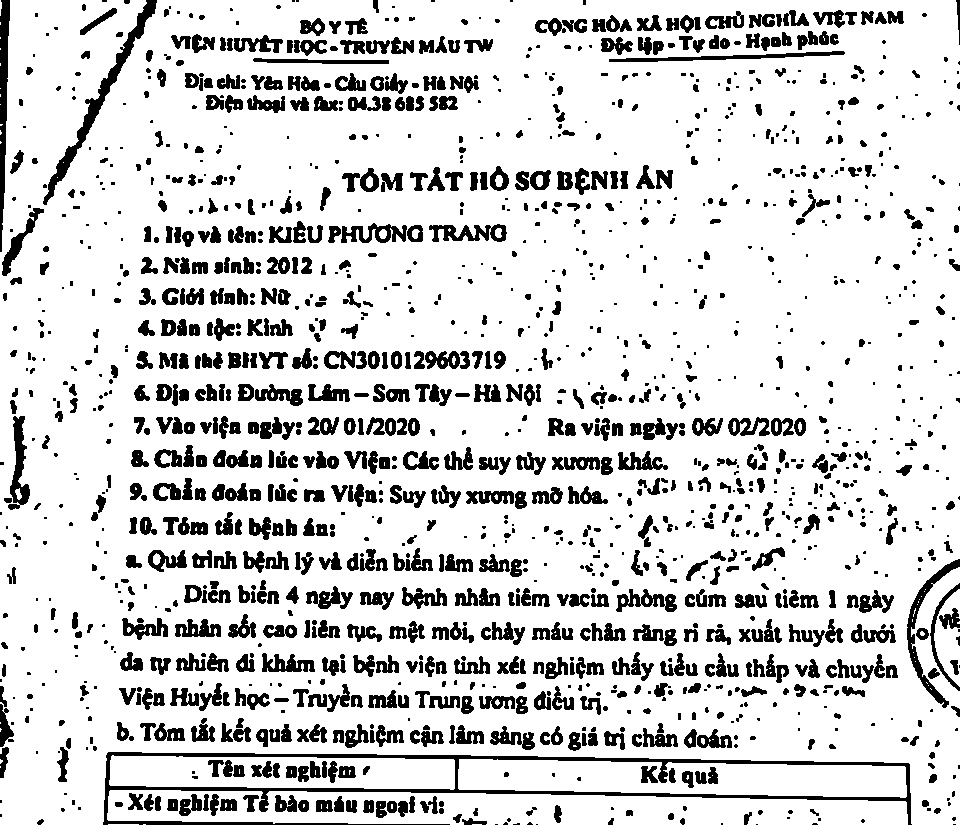 BỘ Y TẾ
VIỆN HUYẾT HỌC - TRUYỀN MÁU TW
Địa chỉ: Yên Hòa - Cầu Giấy - Hà Nội
Điện thoại và fax: 04.38 685 582
CỘNG HÒA XÃ HỘI CHỦ NGHĨA VIỆT NAM
Độc lập - Tự do - Hạnh phúc
TÓM TẮT HỒ SƠ BỆNH ÁN
1. Họ và tên: KIỀU PHƯƠNG TRANG
2. Năm sinh: 2012
3. Giới tính: Nữ
4. Dân tộc: Kinh
5. Mã thẻ BHYT số: CN3010129603719
6. Địa chỉ: Đường Lâm – Sơn Tây – Hà Nội
7. Vào viện ngày: 20/ 01/2020 Ra viện ngày: 06/ 02/2020
8. Chẩn đoán lúc vào Viện: Các thể suy tủy xương khác.
9. Chẩn đoán lúc ra Viện: Suy tủy xương mỡ hóa.
10. Tóm tắt bệnh án:
a. Quá trình bệnh lý và diễn biến lâm sàng:
Diễn biến 4 ngày nay bệnh nhân tiêm vacin phòng cúm sau tiêm 1 ngày
bệnh nhân sốt cao liên tục, mệt mỏi, chảy máu chân răng rỉ rả, xuất huyết dưới
da tự nhiên đi khám tại bệnh viện tỉnh xét nghiệm thấy tiểu cầu thấp và chuyển
Viện Huyết học – Truyền máu Trung ương điều trị.
b. Tóm tắt kết quả xét nghiệm cận lâm sàng có giá trị chẩn đoán:
Tên xét nghiệm Kết quả
- Xét nghiệm Tế bào máu ngoại vi: